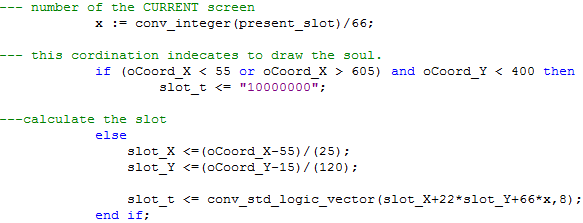 --- number of the CURRENT screen
x := conv_integer(present_slot)/66;
--- this cordination indecates to draw the soul.
if (oCoord_X < 55 or oCoord_X > 605) and oCoord_Y < 400 then
slot_t <= "10000000";
---calculate the slot
else
slot_X <=(oCoord_X-55)/(25);
slot_Y <=(oCoord_Y-15)/(120);
slot_t <= conv_std_logic_vector(slot_X+22*slot_Y+66*x,8);
end if;